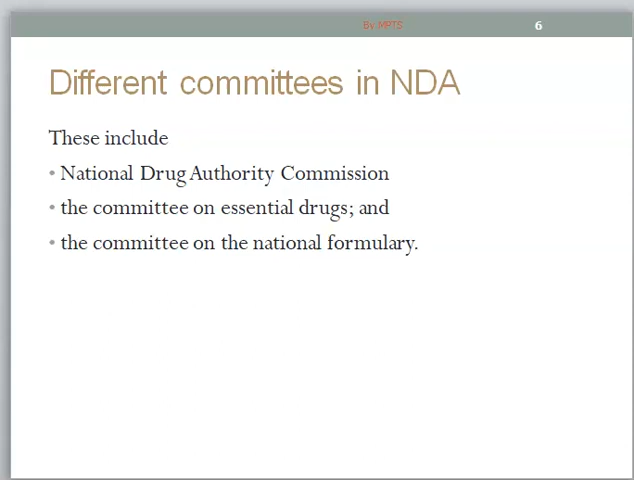 By MPTS
6
Different committees in NDA
These include
• National Drug Authority Commission
• the committee on essential drugs; and
• the committee on the national formulary.